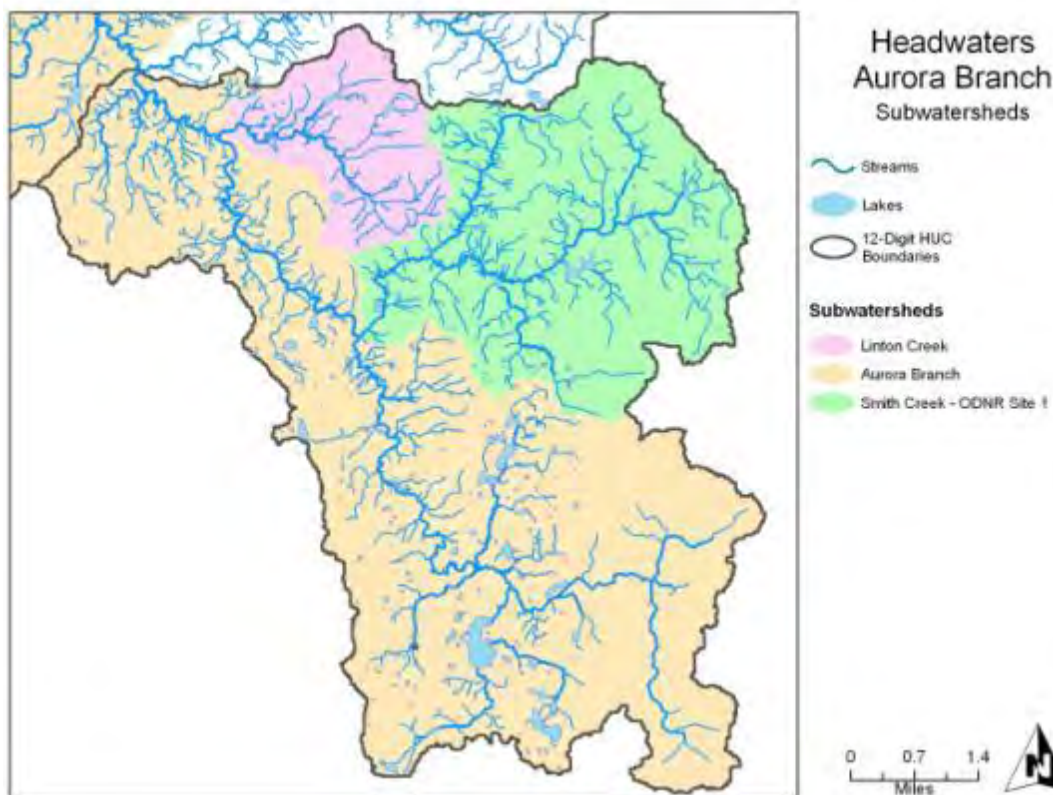 Headwaters
Aurora Branch
Subwatersheds
Streams
Lakes
12-Digit HUC
Boundaries
Subwatersheds
Linton Creek
Aurora Branch
Smith Creek - ODNR Site !
0 0.7 1.4
Miles
N